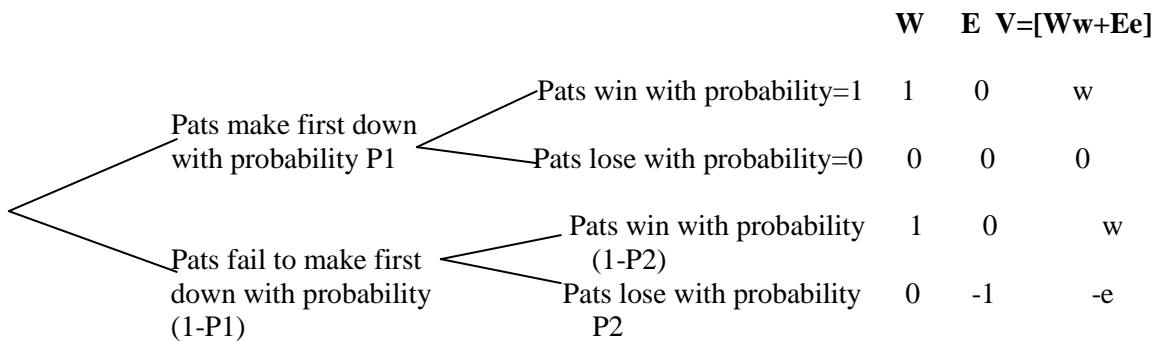 W E V=[Ww+Ee]
Pats win with probability=1 1 0 w
Pats make first down
with probability P1
Pats lose with probability=0 0 0 0
Pats win with probability 1 0 w
(1-P2)
Pats fail to make first
down with probability
(1-P1)
Pats lose with probability 0 -1 -e
P2